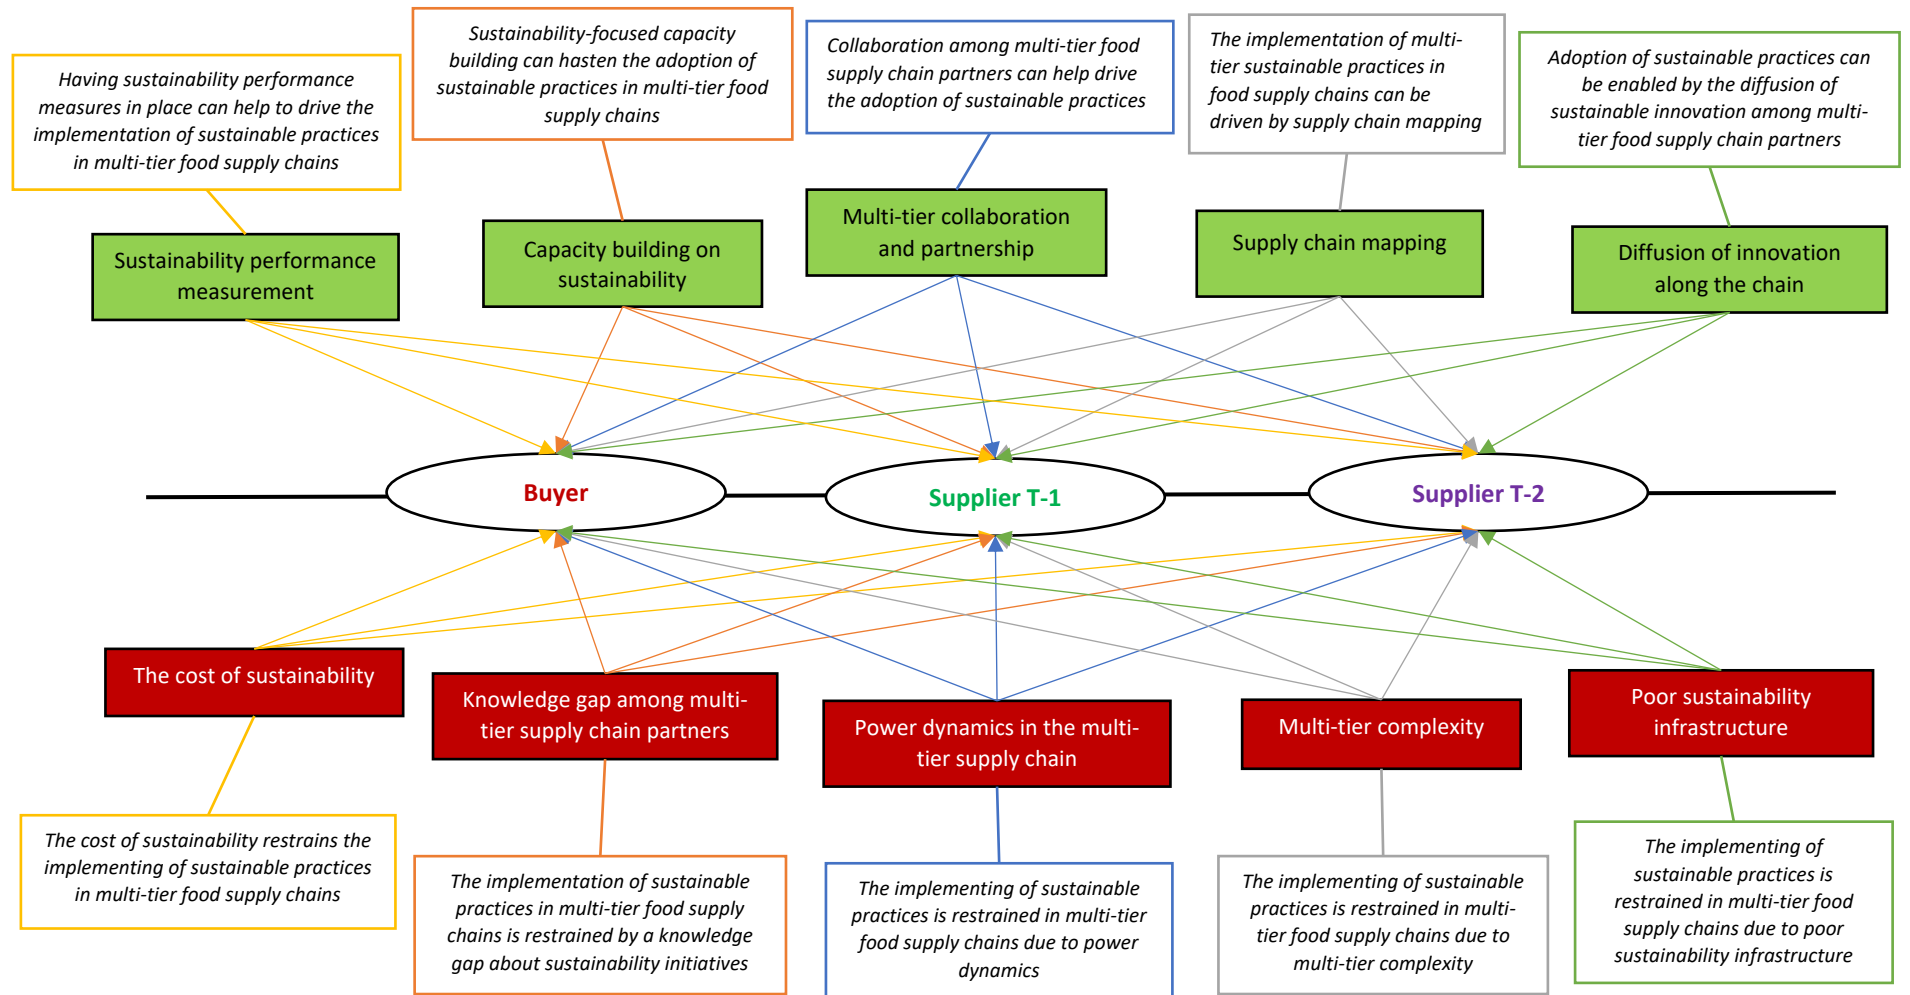 Having sustainability performance
measures in place can help to drive the
implementation of sustainable practices
in multi-tier food supply chains
Sustainability-focused capacity
building can hasten the adoption of
sustainable practices in multi-tier food
supply chains
Collaboration among multi-tier food
supply chain partners can help drive
the adoption of sustainable practices
The implementation of multi-
tier sustainable practices in
food supply chains can be
driven by supply chain mapping
Adoption of sustainable practices can
be enabled by the diffusion of
sustainable innovation among multi-
tier food supply chain partners
Sustainability performance
measurement
Capacity building on
sustainability
Multi-tier collaboration
and partnership
Supply chain mapping
Diffusion of innovation
along the chain
Buyer
Supplier T-1
Supplier T-2
The cost of sustainability
Knowledge gap among multi-
tier supply chain partners
Power dynamics in the multi-
tier supply chain
Multi-tier complexity
Poor sustainability
infrastructure
The cost of sustainability restrains the
implementing of sustainable practices
in multi-tier food supply chains
The implementation of sustainable
practices in multi-tier food supply
chains is restrained by a knowledge
gap about sustainability initiatives
The implementing of sustainable
practices is restrained in multi-tier
food supply chains due to power
dynamics
The implementing of sustainable
practices is restrained in multi-
tier food supply chains due to
multi-tier complexity
The implementing of
sustainable practices is
restrained in multi-tier food
supply chains due to poor
sustainability infrastructure